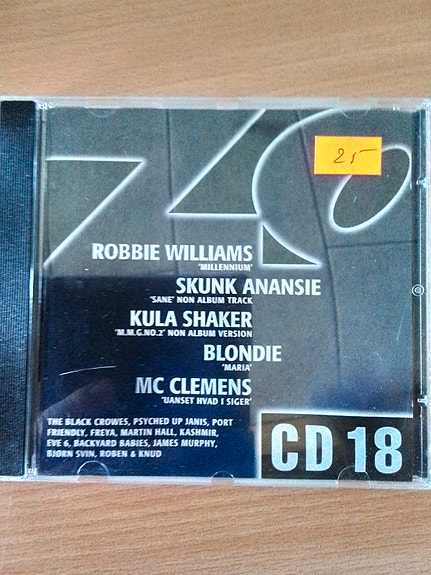 25
ROBBIE WILLIAMS
'MILLENNIUM'
SKUNK ANANSIE
'SANE' NON ALBUM TRACK
KULA SHAKER
'M.M.G.NO.2' NON ALBUM VERSION
BLONDIE
'MARIA'
MC CLEMENS
'UANSET HVAD I SIGER'
THE BLACK CROWES, PSYCHED UP JANIS, PORT
FRIENDLY, FREYA, MARTIN HALL, KASHMIR,
EVE 6, BACKYARD BABIES, JAMES MURPHY,
BJØRN SVIN, ROBEN & KNUD
CD 18